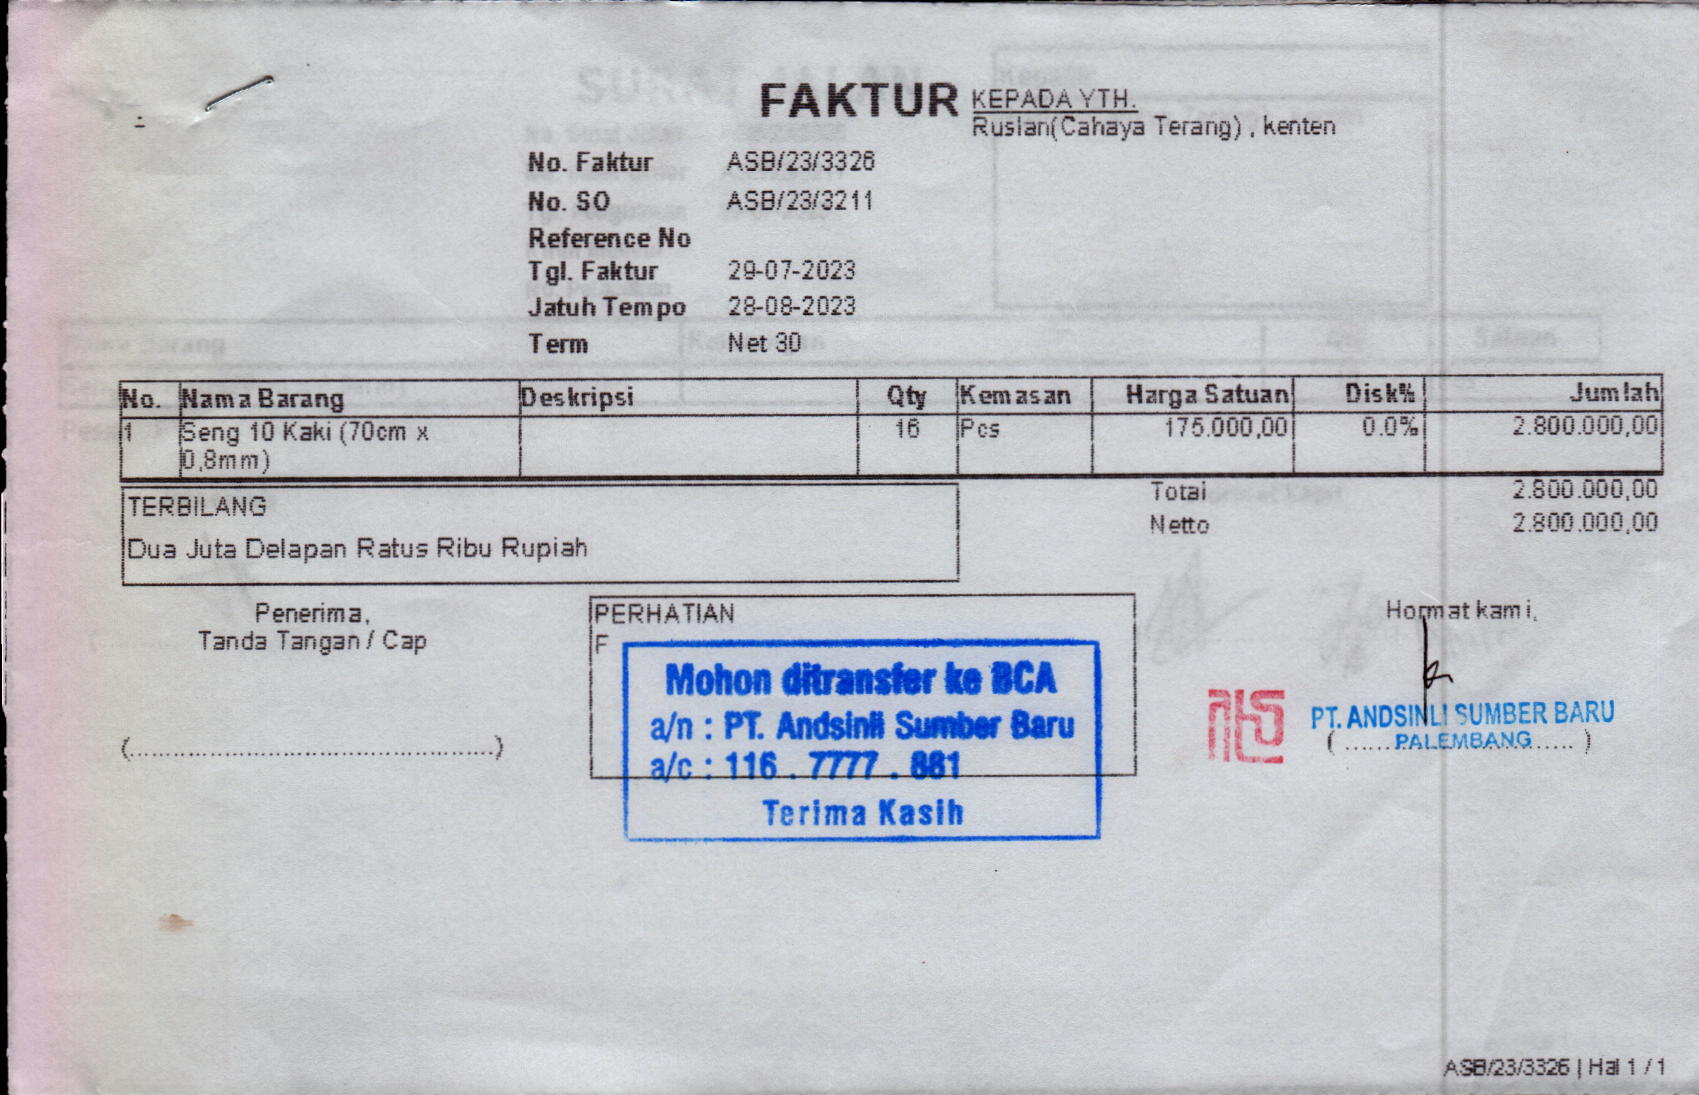 FAKTUR
KEPADA YTH.
Ruslan(Cahaya Terang) , kenten
No. Faktur ASB/23/3326
No. SO ASB/23/3211
Reference No
Tgl. Faktur 29-07-2023
Jatuh Tempo 28-08-2023
Term Net 30
No. Nama Barang Deskripsi Qty Kemasan Harga Satuan Disk% Jumlah
1 Seng 10 Kaki (70cm x 16 Pcs 175.000,00 0.0% 2.800.000,00
0,8mm)
TERBILANG
Dua Juta Delapan Ratus Ribu Rupiah
Total 2.800.000,00
Netto 2.800.000,00
Penerima,
Tanda Tangan / Cap
(................................................)
PERHATIAN
F
Mohon ditransfer ke BCA
a/n : PT. Andsinli Sumber Baru
a/c : 116 . 7777 . 881
Terima Kasih
Hormat kami,
PT. ANDSINLI SUMBER BARU
( ......PALEMBANG..... )
ASB/23/3326 | Hal 1 / 1